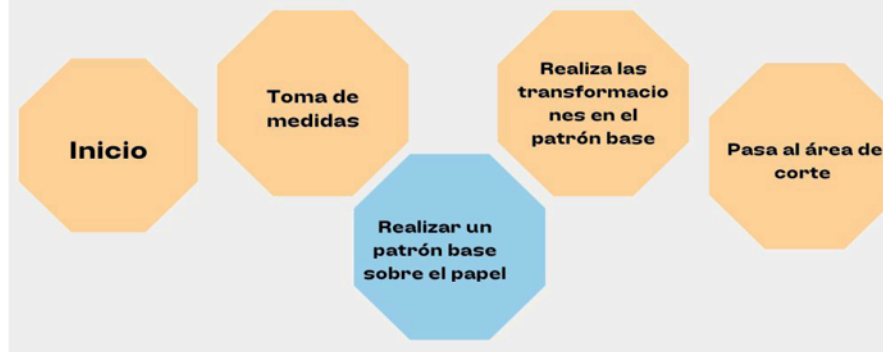 Inicio
Toma de
medidas
Realizar un
patrón base
sobre el papel
Realiza las
transformacio
nes en el
patrón base
Pasa al área de
corte